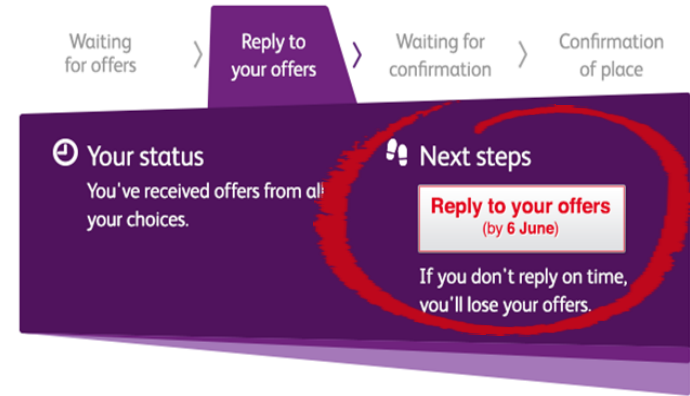 Waiting
for offers
Reply to
your offers
Waiting for
confirmation
Confirmation
of place
Your status
You've received offers from all
your choices.
Next steps
Reply to your offers
(by 6 June)
If you don't reply on time,
you'll lose your offers.